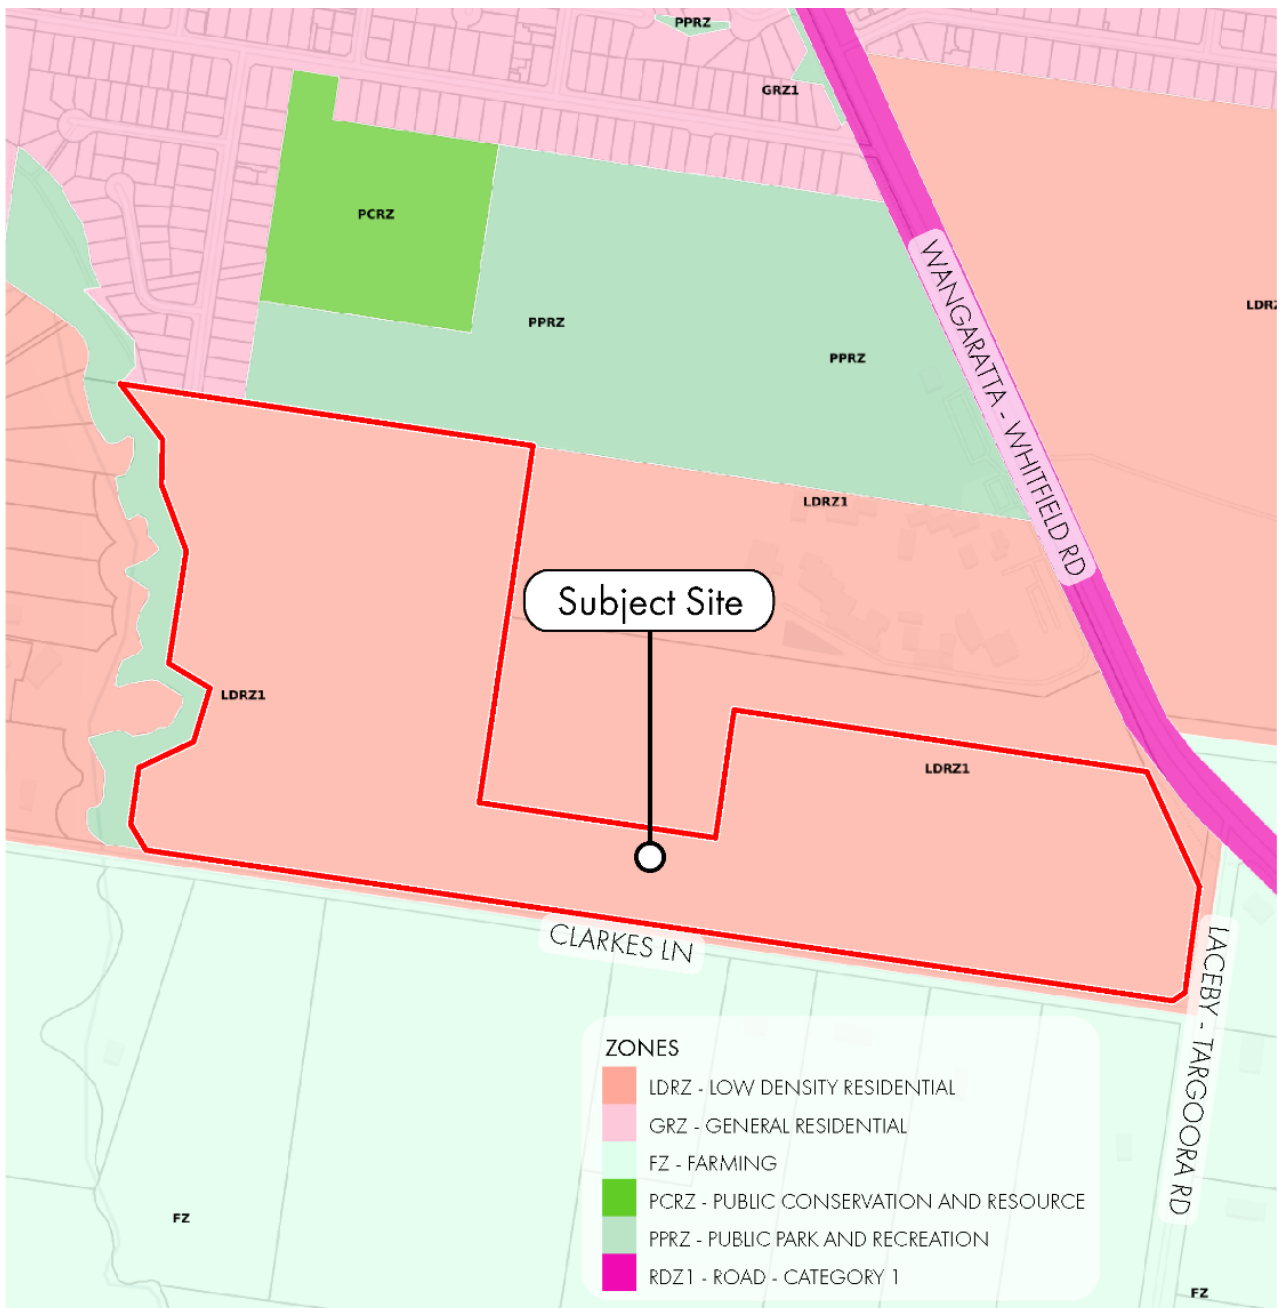 PPRZ
GRZ1
PCRZ
WANGARATTA - WHITFIELD RD
PPRZ
PPRZ
LDRZ1
Subject Site
LDRZ1
LDRZ1
CLARKES LN
LACEBY - TARGOORA RD
ZONES
LDRZ - LOW DENSITY RESIDENTIAL
GRZ - GENERAL RESIDENTIAL
FZ - FARMING
PCRZ - PUBLIC CONSERVATION AND RESOURCE
PPRZ - PUBLIC PARK AND RECREATION
RDZ1 - ROAD - CATEGORY 1
FZ
FZ